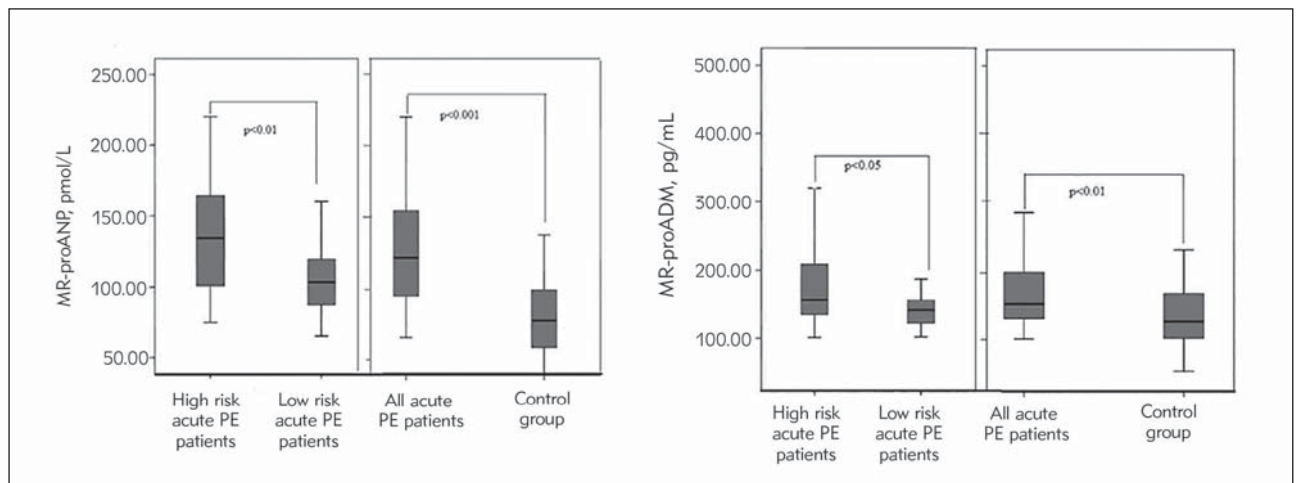 MR-proANP, pmol/L
250.00
200.00
150.00
100.00
50.00
p<0.01
p<0.001
High risk
acute PE
patients
Low risk
acute PE
patients
All acute
PE patients
Control
group
MR-proADM, pg/mL
500.00
400.00
300.00
200.00
100.00
p<0.05
p<0.01
High risk
acute PE
patients
Low risk
acute PE
patients
All acute
PE patients
Control
group